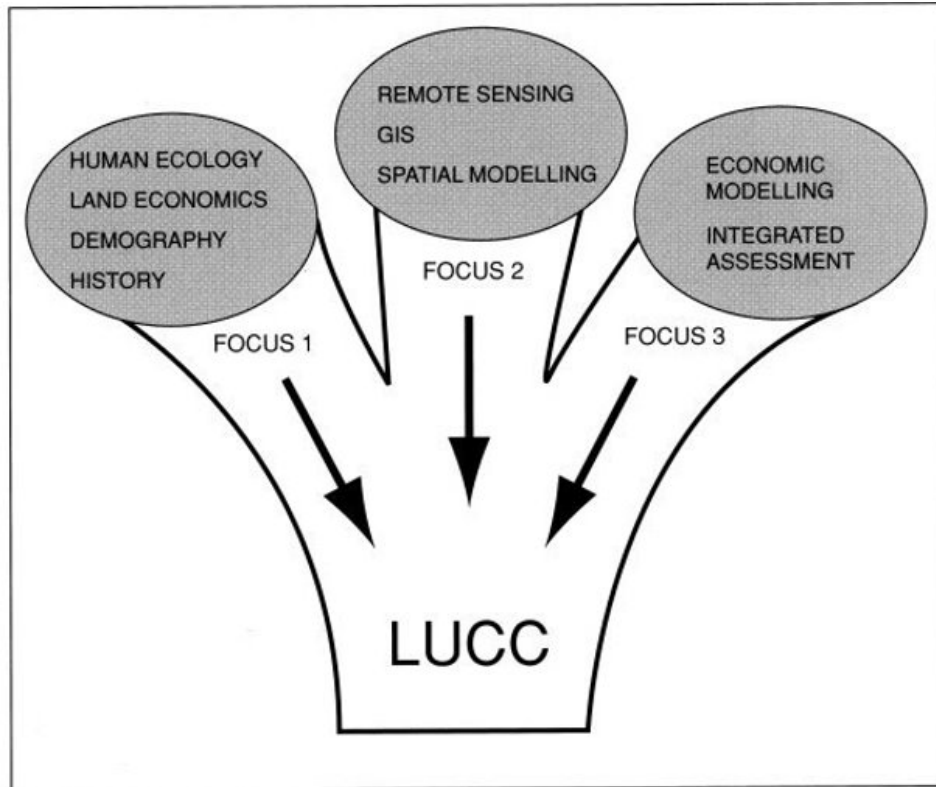 HUMAN ECOLOGY
LAND ECONOMICS
DEMOGRAPHY
HISTORY
FOCUS 1
REMOTE SENSING
GIS
SPATIAL MODELLING
FOCUS 2
ECONOMIC
MODELLING
INTEGRATED
ASSESSMENT
FOCUS 3
LUCC